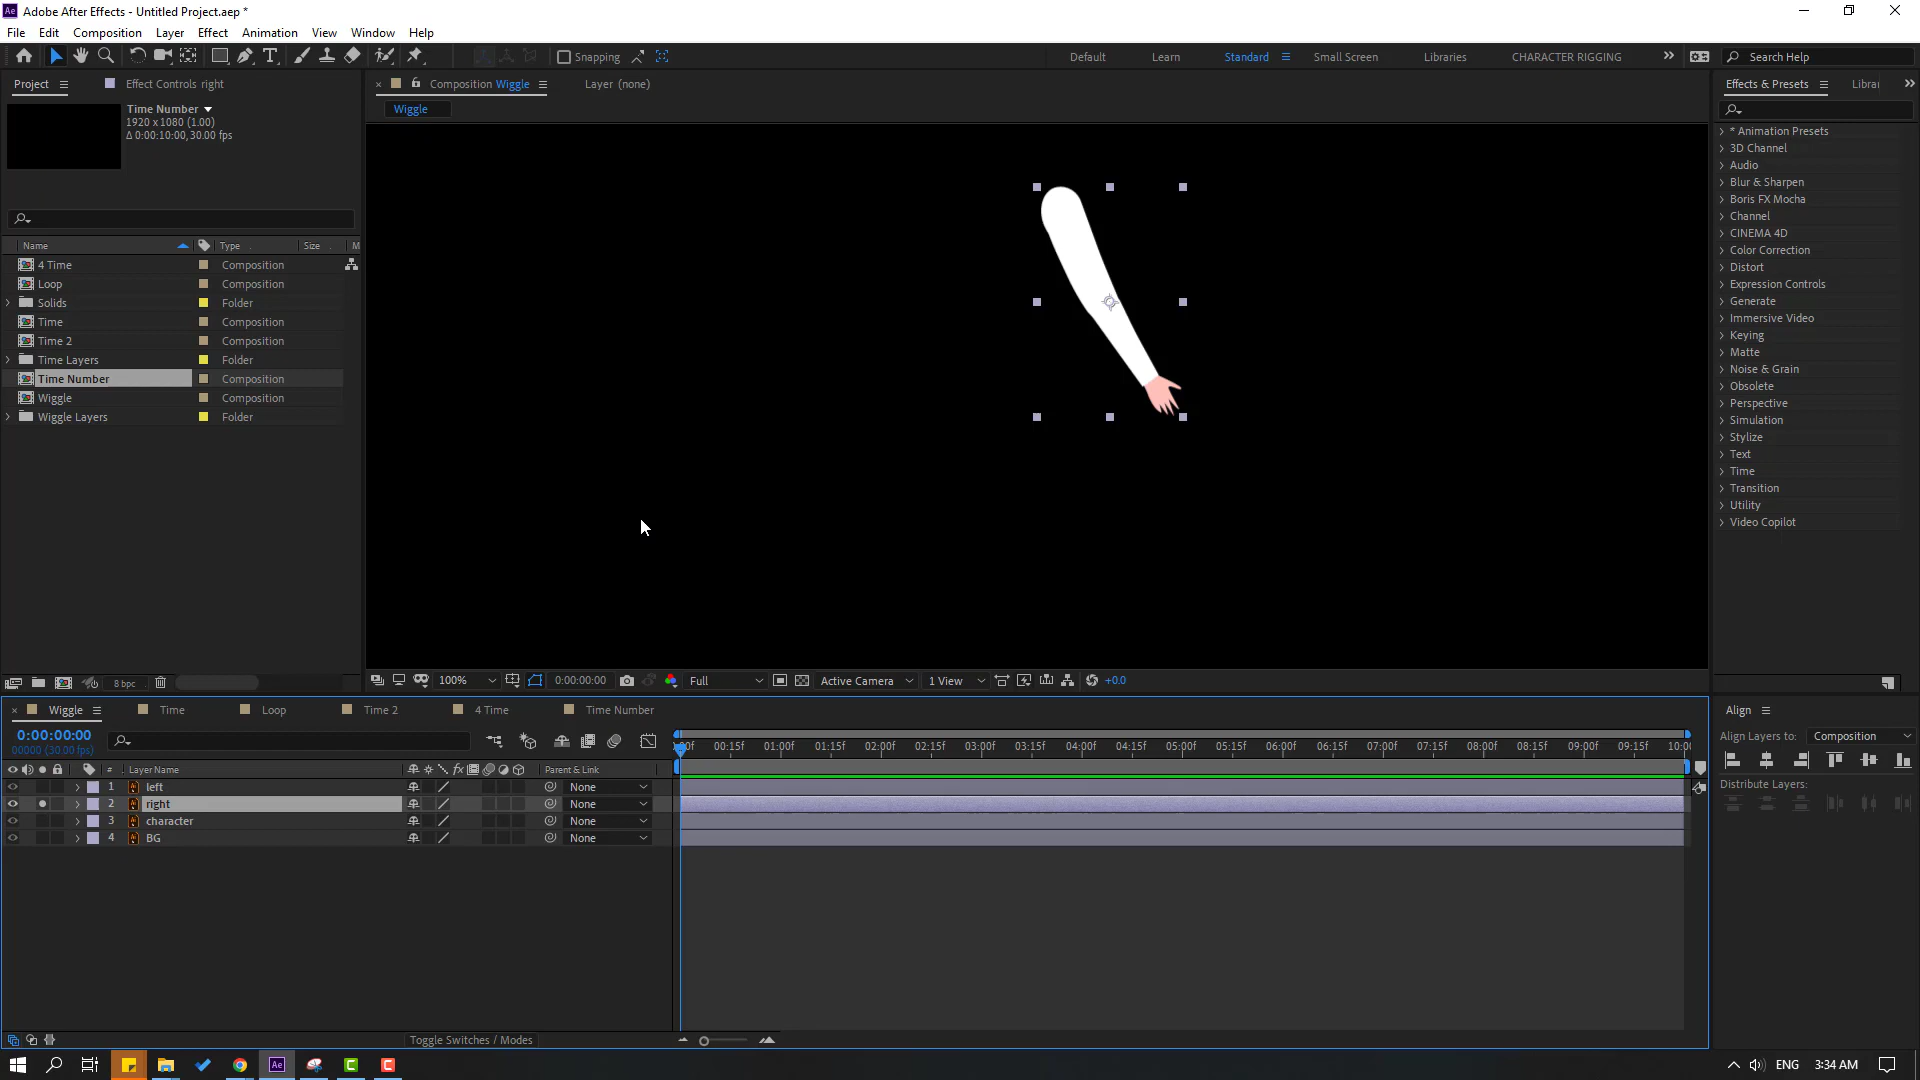 Adobe After Effects - Untitled Project.aep *
File Edit Composition Layer Effect Animation View Window Help
Snapping Default Learn Standard Small Screen Libraries CHARACTER RIGGING Search Help
Project Effect Controls right
Time Number
1920 x 1080 (1.00)
Δ 0:00:10:00, 30.00 fps
Name Type Size M
4 Time Composition
Loop Composition
Solids Folder
Time Composition
Time 2 Composition
Time Layers Folder
Time Number Composition
Wiggle Composition
Wiggle Layers Folder
8 bpc
Composition Wiggle Layer (none)
Wiggle
100% 0:00:00:00 Full Active Camera 1 View +0.0
Effects & Presets Librar
* Animation Presets
3D Channel
Audio
Blur & Sharpen
Boris FX Mocha
Channel
CINEMA 4D
Color Correction
Distort
Expression Controls
Generate
Immersive Video
Keying
Matte
Noise & Grain
Obsolete
Perspective
Simulation
Stylize
Text
Time
Transition
Utility
Video Copilot
Wiggle Time Loop Time 2 4 Time Time Number
0:00:00:00
00000 (30.00 fps)
:00f 00:15f 01:00f 01:15f 02:00f 02:15f 03:00f 03:15f 04:00f 04:15f 05:00f 05:15f 06:00f 06:15f 07:00f 07:15f 08:00f 08:15f 09:00f 09:15f 10:00
# Layer Name fx Parent & Link
1 left None
2 right None
3 character None
4 BG None
Toggle Switches / Modes
Align
Align Layers to: Composition
Distribute Layers:
Ae ENG 3:34 AM